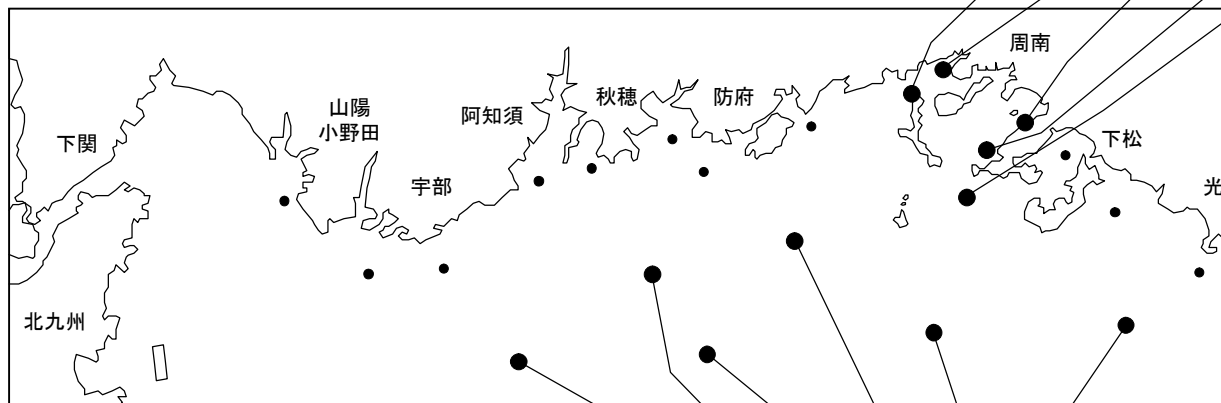 周南
山陽
小野田
阿知須
秋穂
防府
下関
下松
宇部
光
北九州